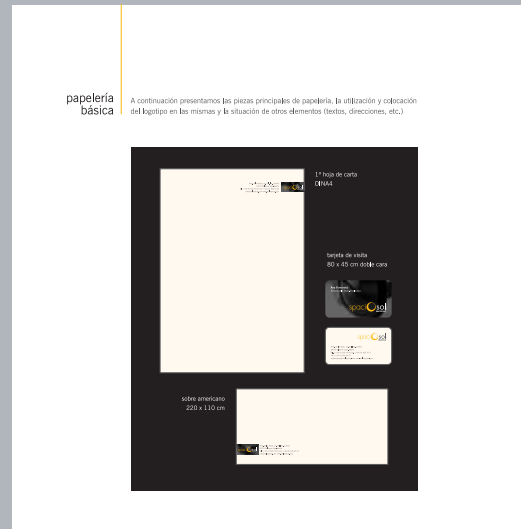 papelería
básica
A continuación presentamos las piezas principales de papelería, la utilización y colocación
del logotipo en las mismas y la situación de otros elementos (textos, direcciones, etc.)
1ª hoja de carta
DINA4
spaciOsol
tarjeta de visita
80 x 45 cm doble cara
spaciOsol
spaciOsol
sobre americano
220 x 110 cm
spaciOsol